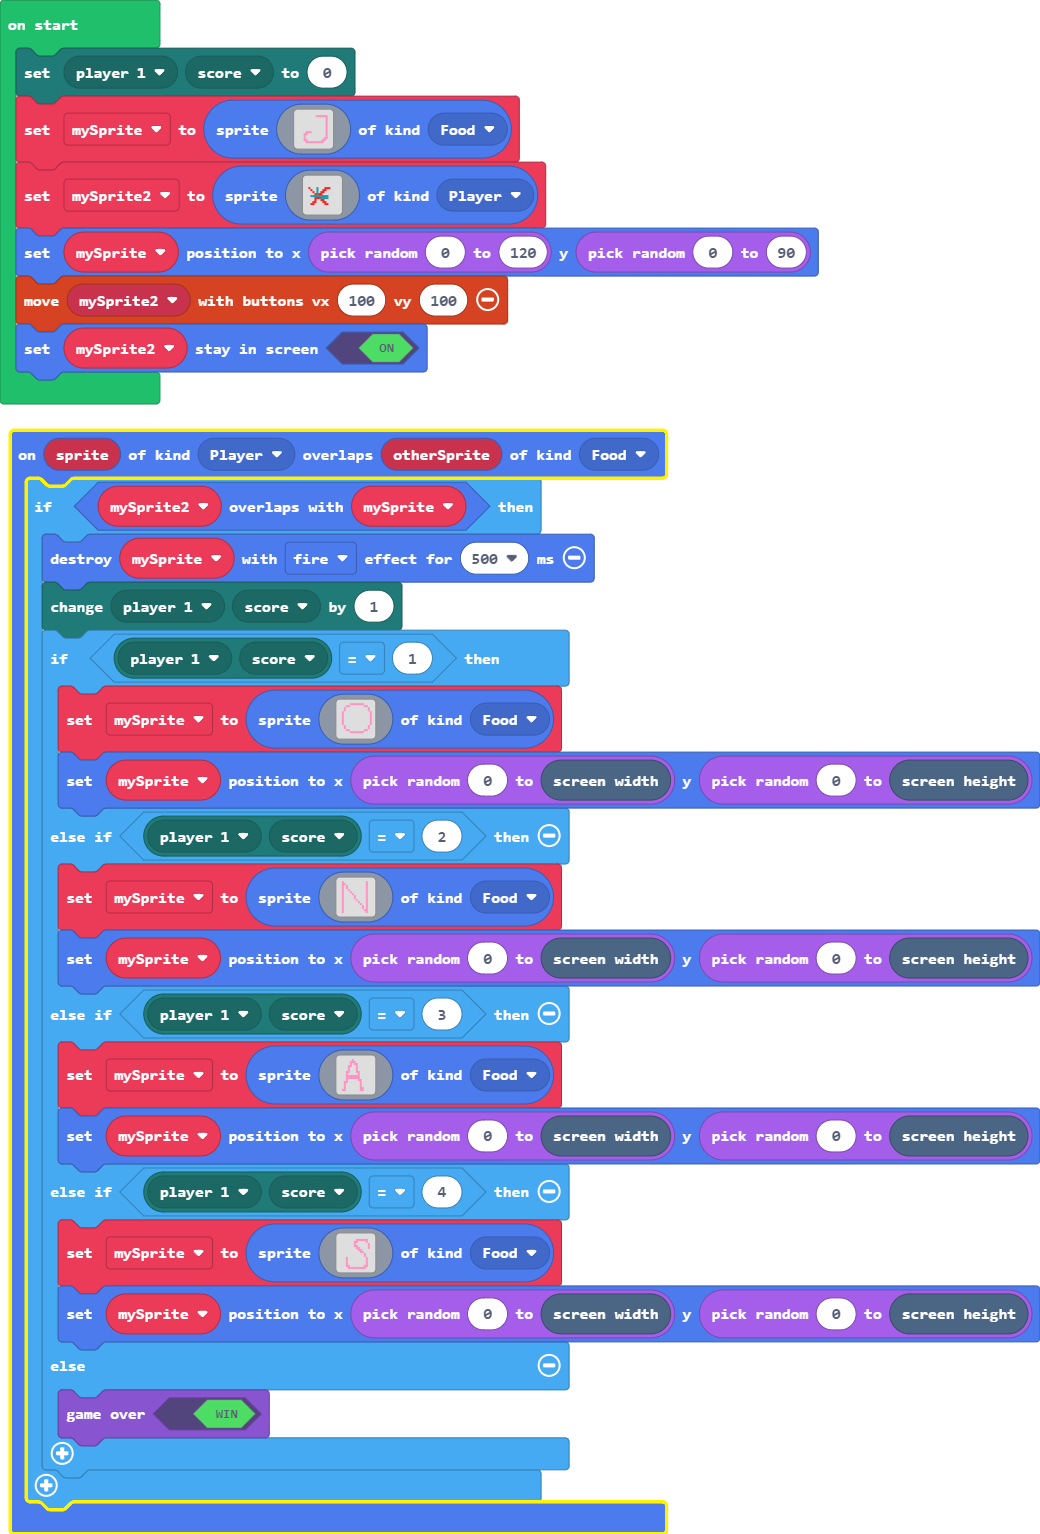 on start
set player 1 score to 0
set mySprite to sprite J of kind Food
set mySprite2 to sprite of kind Player
set mySprite position to x pick random 0 to 120 y pick random 0 to 90
move mySprite2 with buttons vx 100 vy 100
set mySprite2 stay in screen ON
on sprite of kind Player overlaps otherSprite of kind Food
if mySprite2 overlaps with mySprite then
destroy mySprite with fire effect for 500 ms
change player 1 score by 1
if player 1 score = 1 then
set mySprite to sprite O of kind Food
set mySprite position to x pick random 0 to screen width y pick random 0 to screen height
else if player 1 score = 2 then
set mySprite to sprite N of kind Food
set mySprite position to x pick random 0 to screen width y pick random 0 to screen height
else if player 1 score = 3 then
set mySprite to sprite A of kind Food
set mySprite position to x pick random 0 to screen width y pick random 0 to screen height
else if player 1 score = 4 then
set mySprite to sprite S of kind Food
set mySprite position to x pick random 0 to screen width y pick random 0 to screen height
else
game over WIN